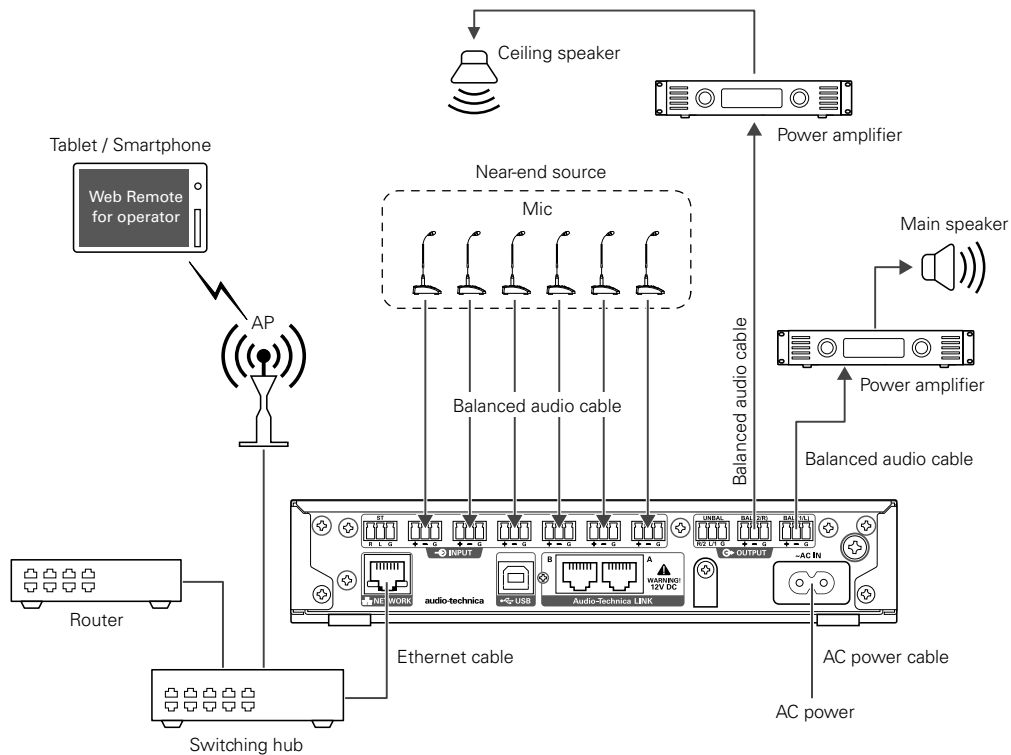 Ceiling speaker
Power amplifier
Tablet / Smartphone
Web Remote
for operator
Near-end source
Mic
Main speaker
AP
Power amplifier
Balanced audio cable
Balanced audio cable
Balanced audio cable
ST
R L G
+ - G
+ - G
+ - G
+ - G
+ - G
+ - G
INPUT
UNBAL
R/2 L/1 G
BAL(2/R)
+ - G
BAL(1/L)
+ - G
OUTPUT
~AC IN
NETWORK
audio-technica
USB
B
A
WARNING!
12V DC
Audio-Technica LINK
Router
Ethernet cable
AC power cable
AC power
Switching hub